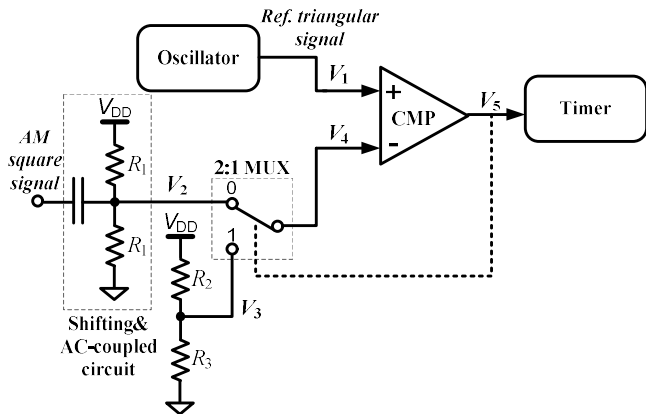 Ref. triangular
signal
Oscillator
V1
+
CMP
-
V5
Timer
V4
AM
square
signal
VDD
R1
V2
R1
2:1 MUX
0
1
VDD
R2
V3
R3
Shifting&
AC-coupled
circuit